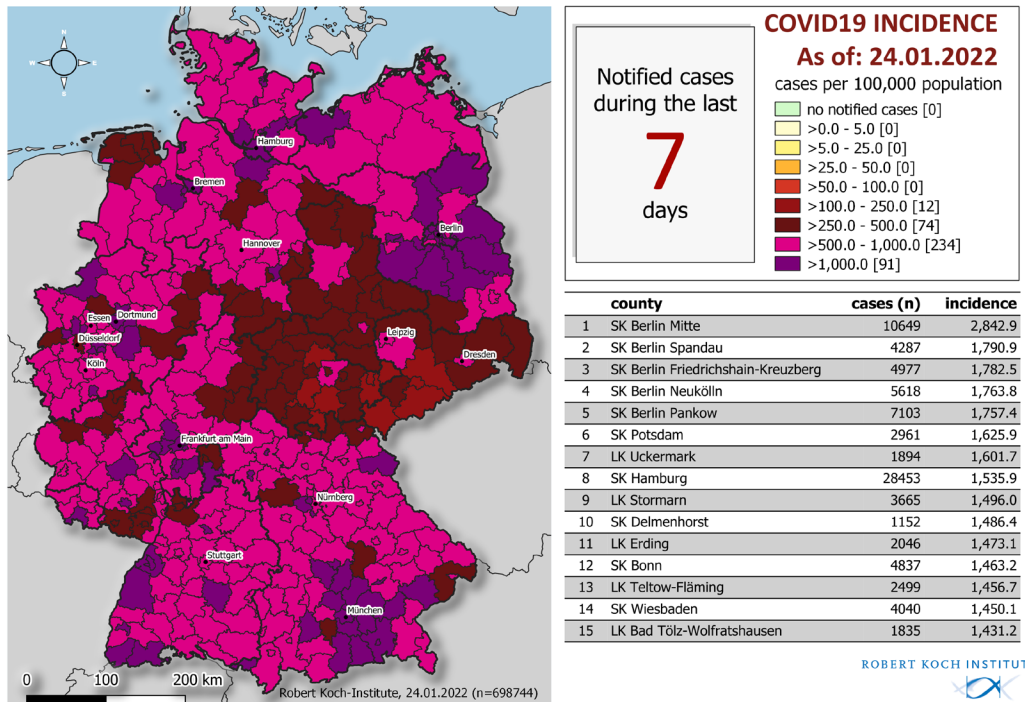 N
W
E
S
Hamburg
Bremen
Berlin
Hannover
Essen
Dortmund
Düsseldorf
Leipzig
Köln
Dresden
Frankfurt am Main
Nürnberg
Stuttgart
München
0 100 200 km
Robert Koch-Institute, 24.01.2022 (n=698744)
Notified cases
during the last
7
days
COVID19 INCIDENCE
As of: 24.01.2022
cases per 100,000 population
no notified cases [0]
>0.0 - 5.0 [0]
>5.0 - 25.0 [0]
>25.0 - 50.0 [0]
>50.0 - 100.0 [0]
>100.0 - 250.0 [12]
>250.0 - 500.0 [74]
>500.0 - 1,000.0 [234]
>1,000.0 [91]
county cases (n) incidence
1 SK Berlin Mitte 10649 2,842.9
2 SK Berlin Spandau 4287 1,790.9
3 SK Berlin Friedrichshain-Kreuzberg 4977 1,782.5
4 SK Berlin Neukölln 5618 1,763.8
5 SK Berlin Pankow 7103 1,757.4
6 SK Potsdam 2961 1,625.9
7 LK Uckermark 1894 1,601.7
8 SK Hamburg 28453 1,535.9
9 LK Stormarn 3665 1,496.0
10 SK Delmenhorst 1152 1,486.4
11 LK Erding 2046 1,473.1
12 SK Bonn 4837 1,463.2
13 LK Teltow-Fläming 2499 1,456.7
14 SK Wiesbaden 4040 1,450.1
15 LK Bad Tölz-Wolfratshausen 1835 1,431.2
ROBERT KOCH INSTITUT